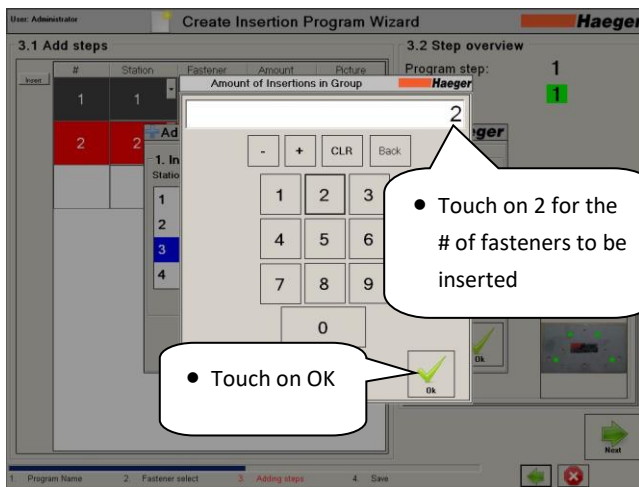 User: Administrator
Create Insertion Program Wizard
Haeger
3.1 Add steps
3.2 Step overview
# Station Fastener Amount Picture
Program step: 1
Insert
Amount of Insertions in Group
Haeger
1 1
1
2
2 2
Ad
ger
- + CLR Back
1. In
Statio
1 2 3
1
2
3
4
4 5 6
7 8 9
0
• Touch on 2 for the
# of fasteners to be
inserted
• Touch on OK
Ok
Ok
Next
1. Program Name 2. Fastener select 3. Adding steps 4. Save